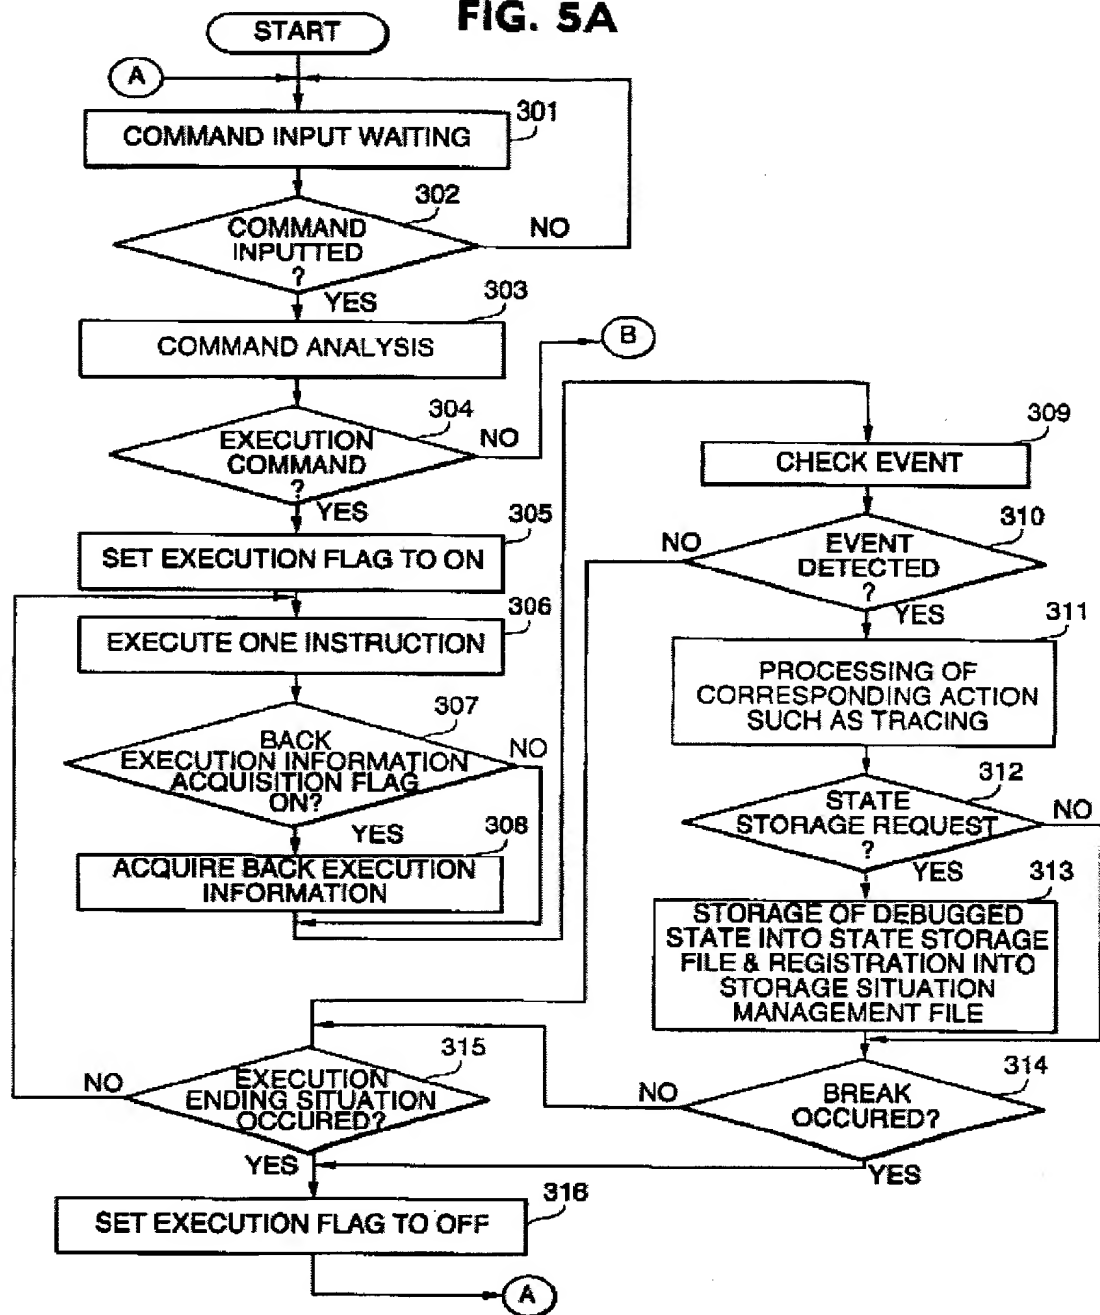 FIG. 5A
START
A
301
COMMAND INPUT WAITING
302
COMMAND
INPUTTED
?
NO
YES
303
COMMAND ANALYSIS
B
304
EXECUTION
COMMAND
?
NO
YES
305
SET EXECUTION FLAG TO ON
306
EXECUTE ONE INSTRUCTION
307
BACK
EXECUTION INFORMATION
ACQUISITION FLAG
ON?
NO
YES
308
ACQUIRE BACK EXECUTION
INFORMATION
309
CHECK EVENT
310
EVENT
DETECTED
?
NO
YES
311
PROCESSING OF
CORRESPONDING ACTION
SUCH AS TRACING
312
STATE
STORAGE REQUEST
?
NO
YES
313
STORAGE OF DEBUGGED
STATE INTO STATE STORAGE
FILE & REGISTRATION INTO
STORAGE SITUATION
MANAGEMENT FILE
314
BREAK
OCCURED?
NO
YES
315
EXECUTION
ENDING SITUATION
OCCURED?
NO
YES
316
SET EXECUTION FLAG TO OFF
A